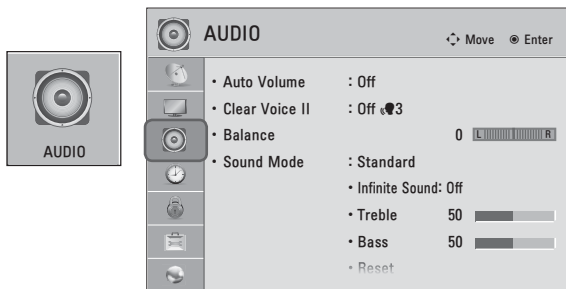 AUDIO
AUDIO
Move Enter
• Auto Volume : Off
• Clear Voice II : Off 3
• Balance 0 L R
• Sound Mode : Standard
• Infinite Sound: Off
• Treble 50
• Bass 50
• Reset